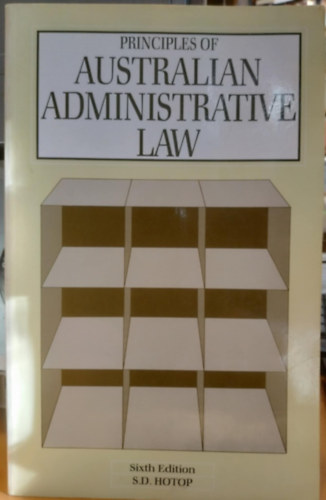 PRINCIPLES OF
AUSTRALIAN
ADMINISTRATIVE
LAW
Sixth Edition
S.D. HOTOP